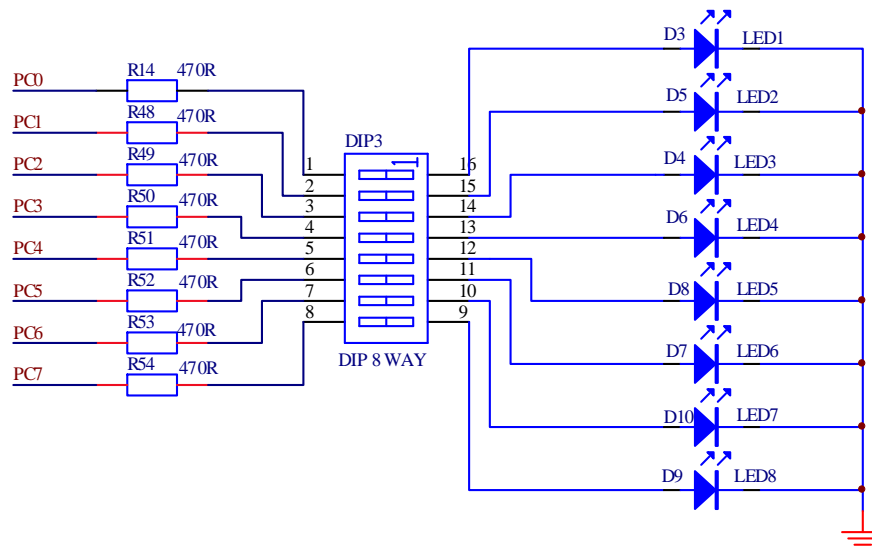 D3 LED1
R14 470R
PC0
D5 LED2
R48 470R
PC1
DIP3
R49 470R
PC2
1 1 16
D4 LED3
R50 470R
2 15
PC3
3 14
R51 470R
4 13
D6 LED4
PC4
5 12
R52 470R
6 11
D8 LED5
PC5
7 10
R53 470R
8 9
PC6
D7 LED6
R54 470R
DIP 8 WAY
PC7
D10 LED7
D9 LED8